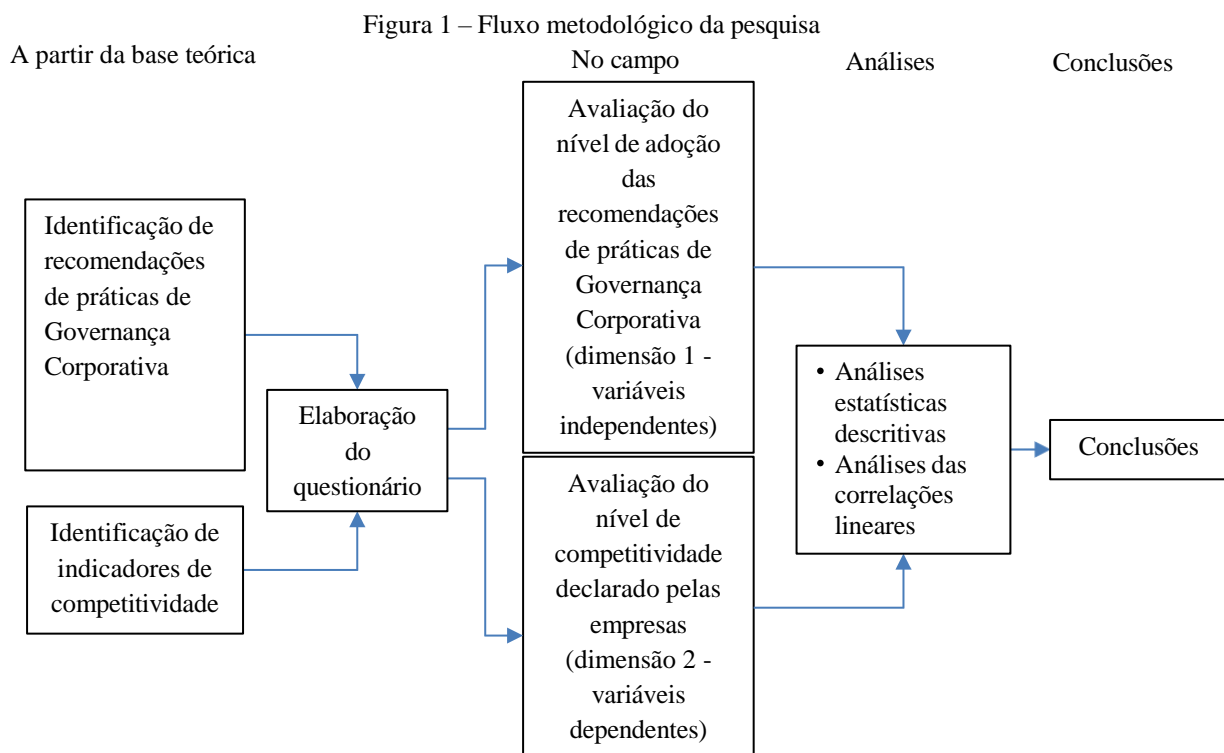 Figura 1 – Fluxo metodológico da pesquisa
A partir da base teórica
No campo
Análises
Conclusões
Identificação de
recomendações
de práticas de
Governança
Corporativa
Identificação de
indicadores de
competitividade
Elaboração
do
questionário
Avaliação do
nível de adoção
das
recomendações
de práticas de
Governança
Corporativa
(dimensão 1 -
variáveis
independentes)
Avaliação do
nível de
competitividade
declarado pelas
empresas
(dimensão 2 -
variáveis
dependentes)
• Análises
estatísticas
descritivas
• Análises das
correlações
lineares
Conclusões